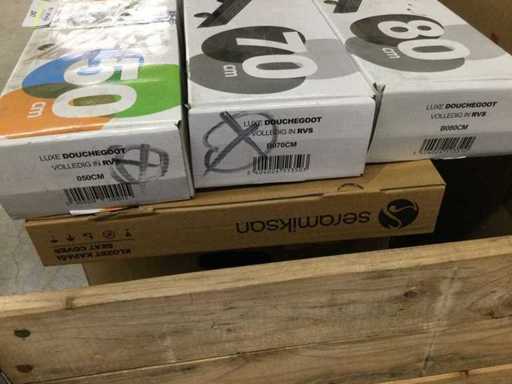 50
cm
LUXE DOUCHEGOOT
VOLLEDIG IN RVS
050CM
70
cm
LUXE DOUCHEGOOT
VOLLEDIG IN RVS
B070CM
80
cm
LUXE DOUCHEGOOT
VOLLEDIG IN RVS
B080CM
seramiksan
KLOZET KAPAĞI
SEAT COVER